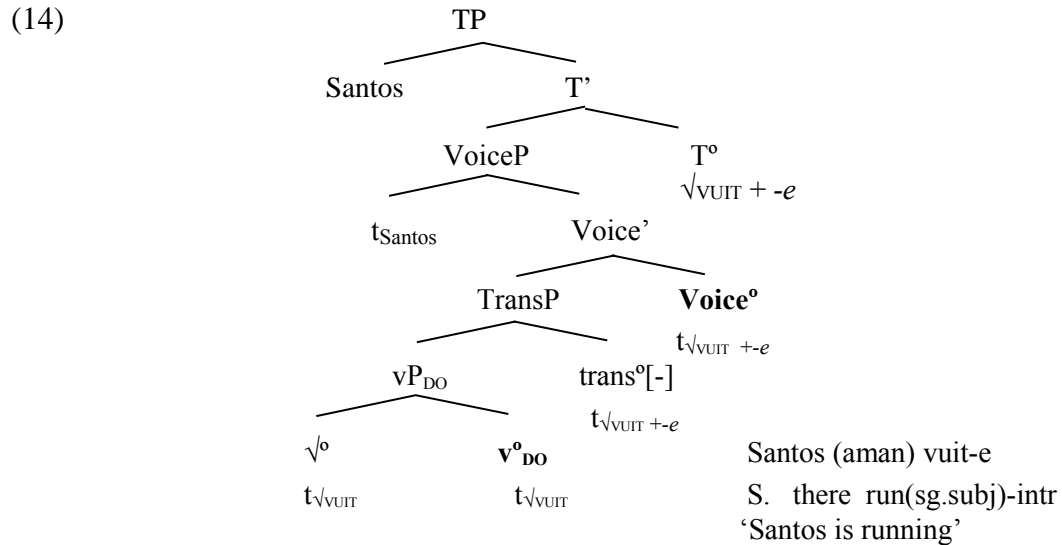 (14) TP
Santos T’
VoiceP Tº
√VUIT + -e
tSantos Voice’
TransP Voiceº
t√VUIT +-e
vPDO transº[-]
t√VUIT +-e
√º vºDO Santos (aman) vuit-e
t√VUIT t√VUIT S. there run(sg.subj)-intr
‘Santos is running’